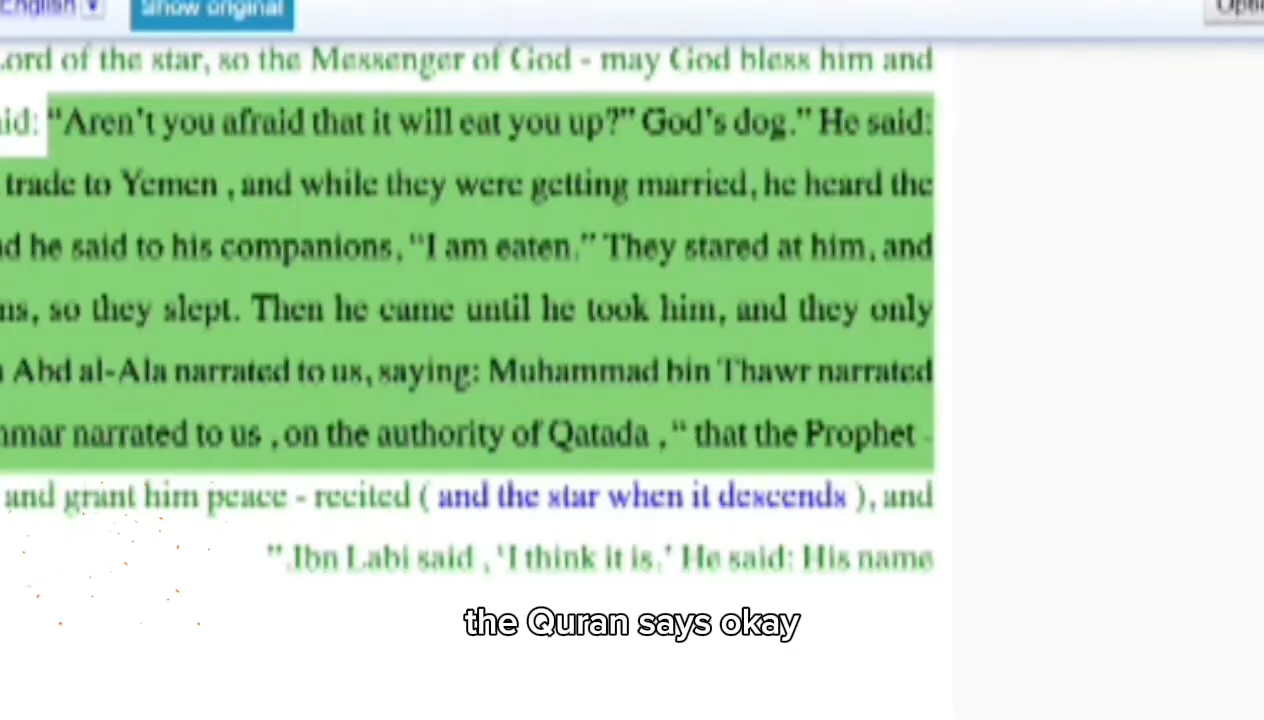 English
Show original
Lord of the star, so the Messenger of God - may God bless him and
"Aren't you afraid that it will eat you up?" God's dog." He said:
trade to Yemen , and while they were getting married, he heard the
he said to his companions, "I am eaten." They stared at him, and
so they slept. Then he came until he took him, and they only
Abd al-Ala narrated to us, saying: Muhammad bin Thawr narrated
narrated to us , on the authority of Qatada , " that the Prophet -
and grant him peace - recited ( and the star when it descends ), and
".Ibn Labi said , 'I think it is.' He said: His name
the Quran says okay